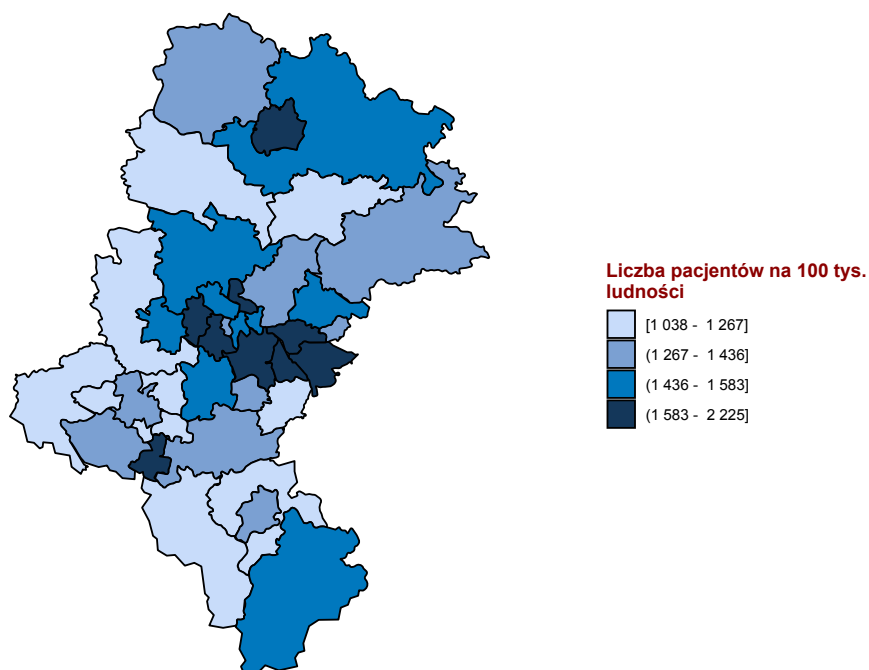 Liczba pacjentów na 100 tys.
ludności
[1 038 - 1 267]
(1 267 - 1 436]
(1 436 - 1 583]
(1 583 - 2 225]